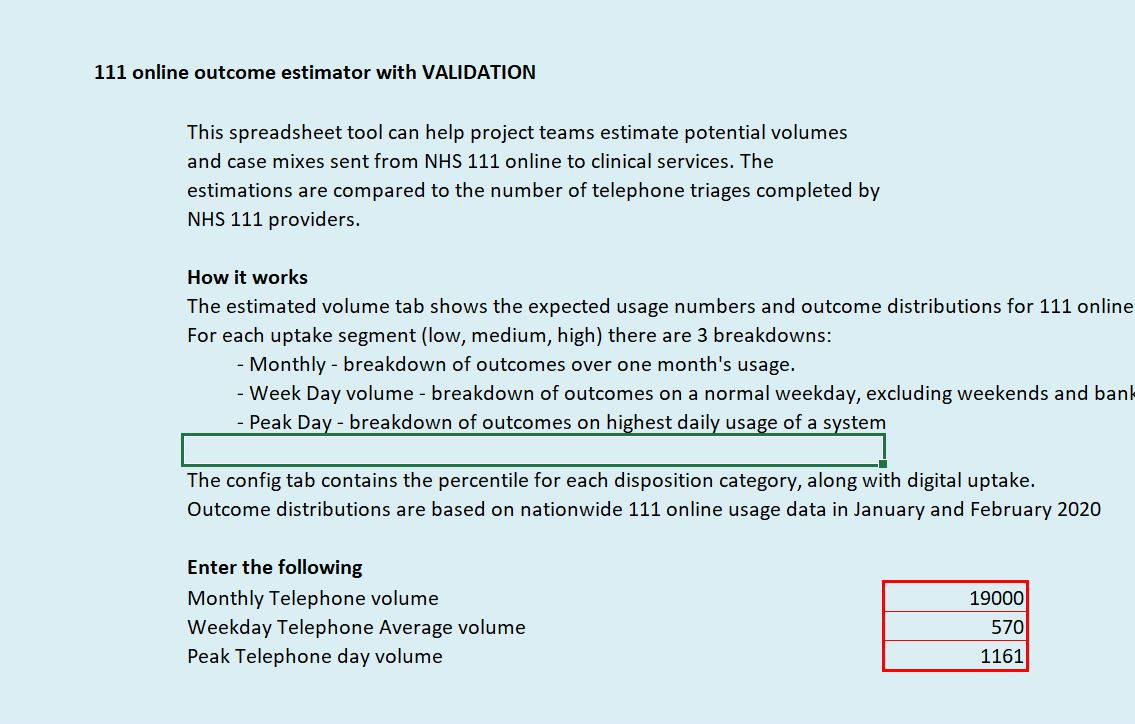 111 online outcome estimator with VALIDATION
This spreadsheet tool can help project teams estimate potential volumes
and case mixes sent from NHS 111 online to clinical services. The
estimations are compared to the number of telephone triages completed by
NHS 111 providers.
How it works
The estimated volume tab shows the expected usage numbers and outcome distributions for 111 online
For each uptake segment (low, medium, high) there are 3 breakdowns:
- Monthly - breakdown of outcomes over one month's usage.
- Week Day volume - breakdown of outcomes on a normal weekday, excluding weekends and bank
- Peak Day - breakdown of outcomes on highest daily usage of a system
The config tab contains the percentile for each disposition category, along with digital uptake.
Outcome distributions are based on nationwide 111 online usage data in January and February 2020
Enter the following
Monthly Telephone volume 19000
Weekday Telephone Average volume 570
Peak Telephone day volume 1161